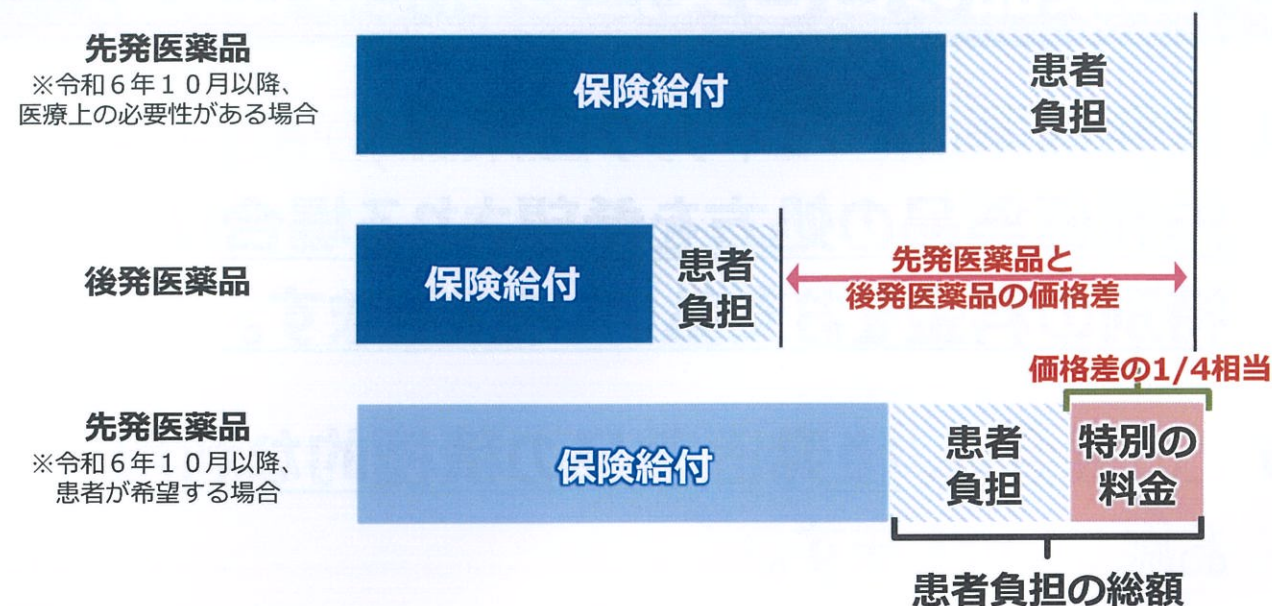 先発医薬品
※令和6年10月以降、
医療上の必要性がある場合
保険給付
患者
負担
後発医薬品
保険給付
患者
負担
先発医薬品と
後発医薬品の価格差
価格差の1/4相当
先発医薬品
※令和6年10月以降、
患者が希望する場合
保険給付
患者
負担
特別の
料金
患者負担の総額